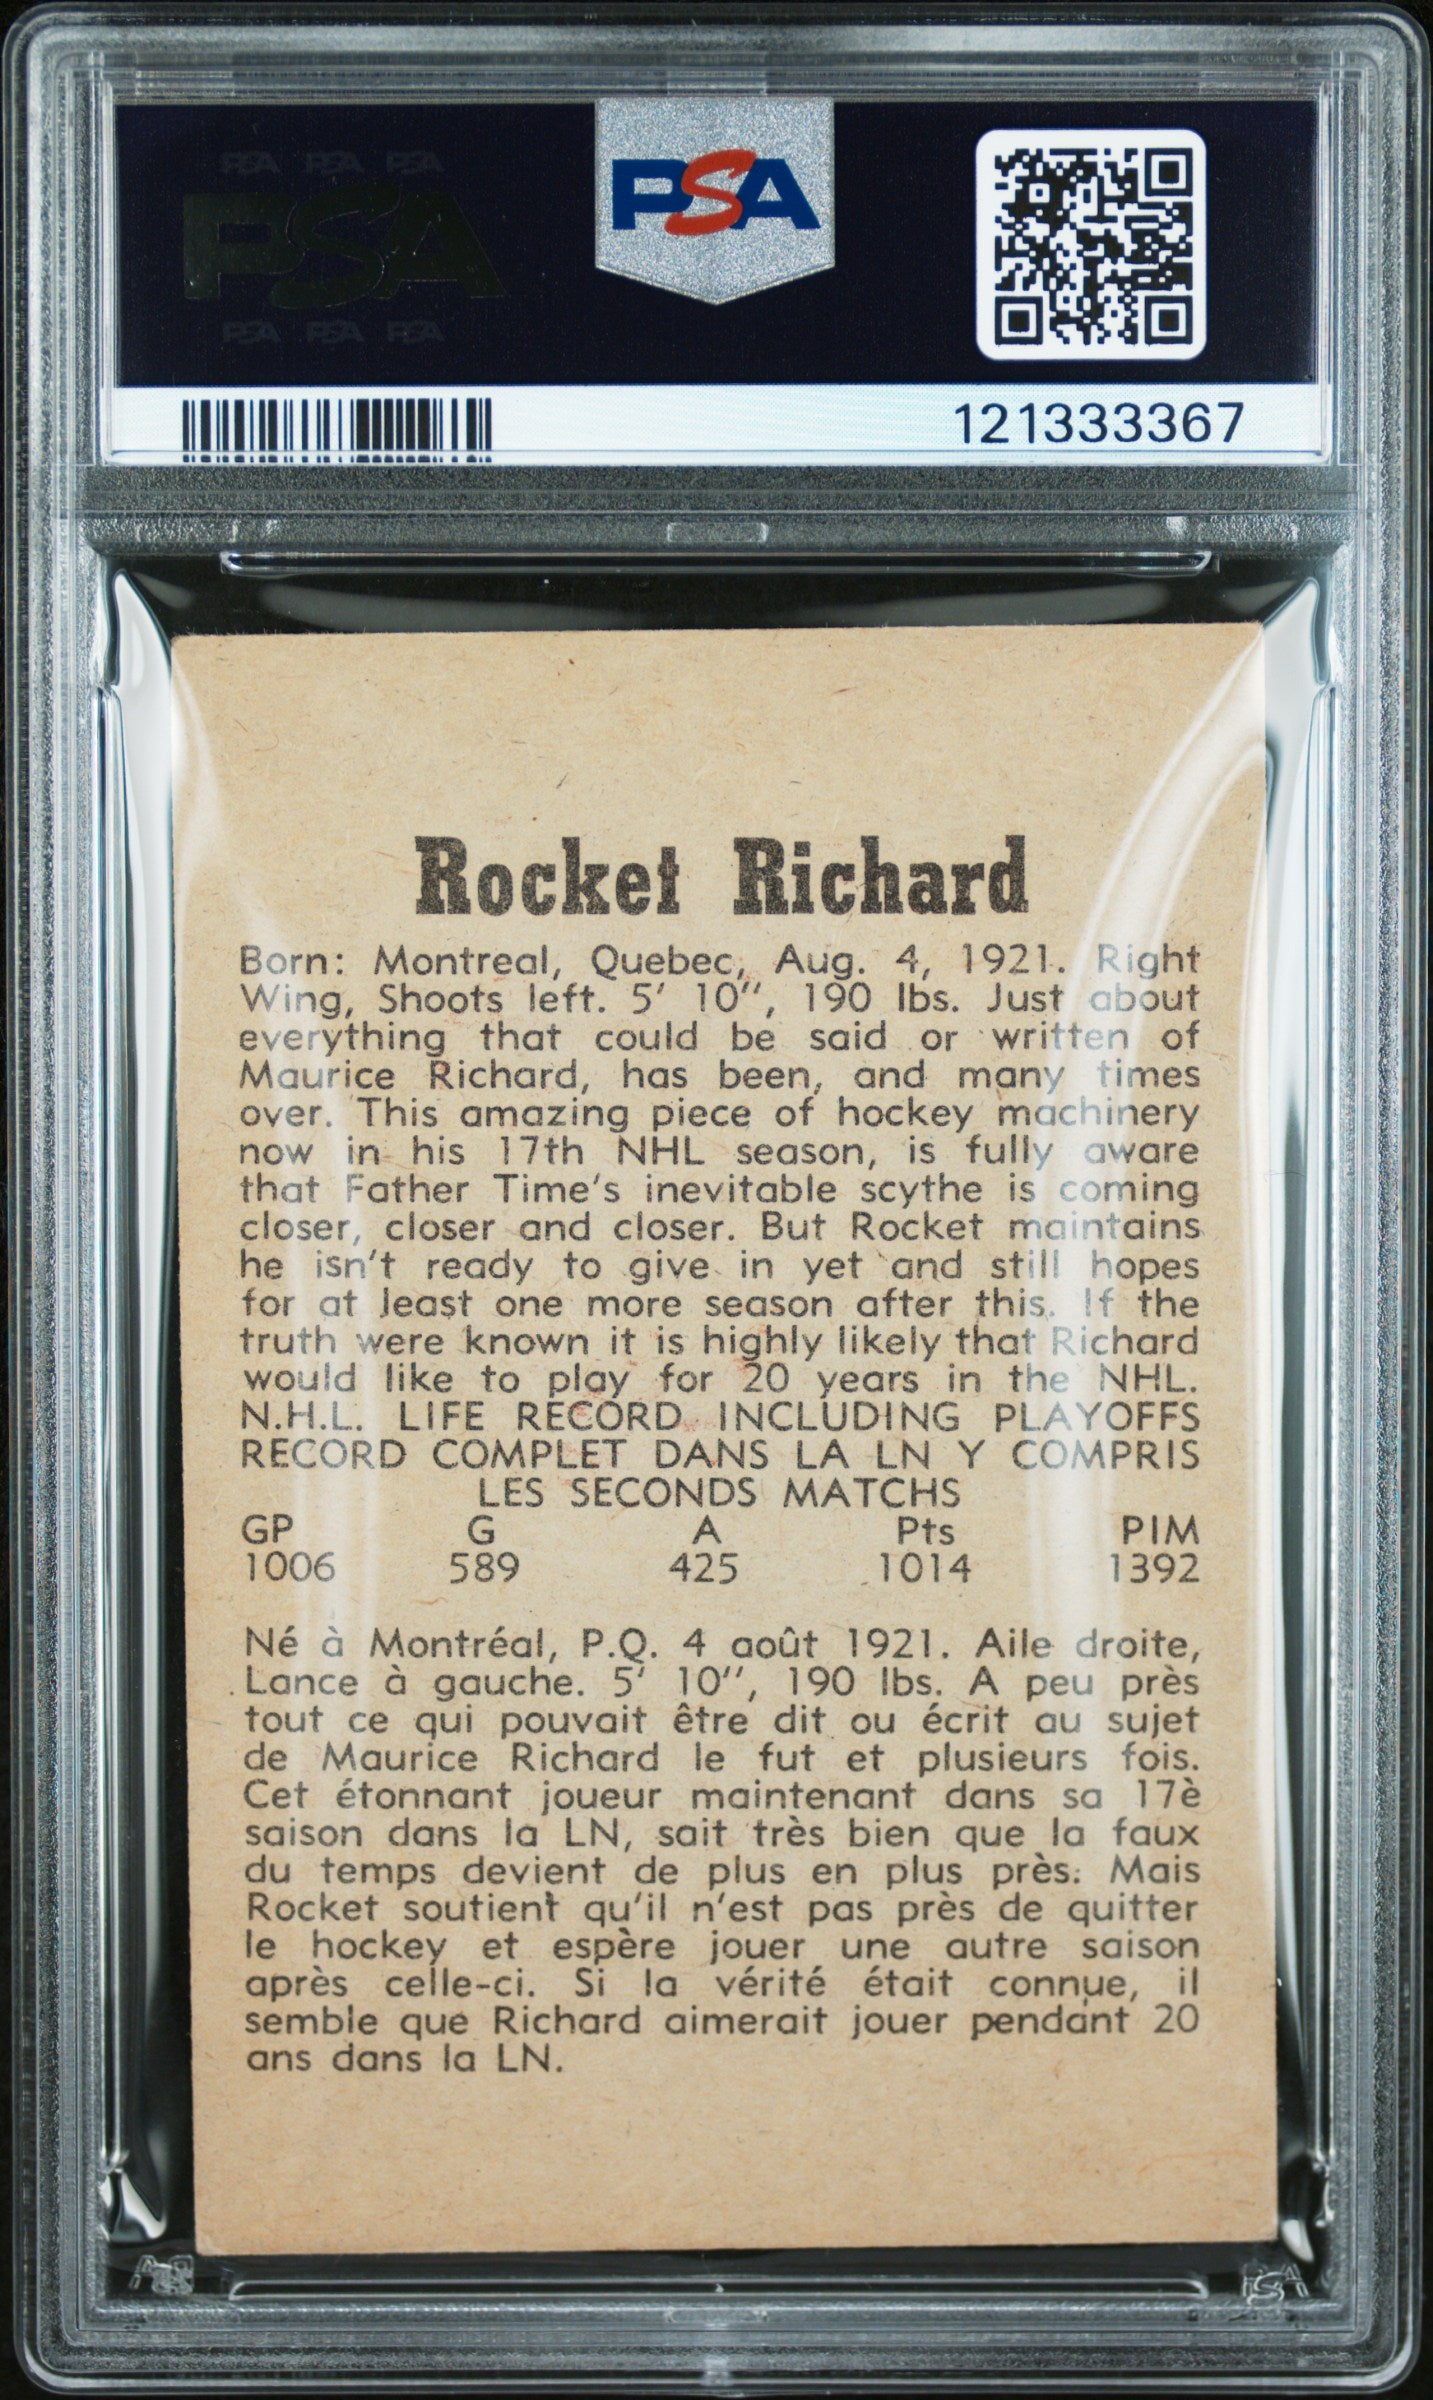 PSA PSA PSA
PSA
PSA PSA PSA
PSA
121333367
Rocket Richard
Born: Montreal, Quebec, Aug. 4, 1921. Right
Wing, Shoots left. 5' 10", 190 lbs. Just about
everything that could be said or written of
Maurice Richard, has been, and many times
over. This amazing piece of hockey machinery
now in his 17th NHL season, is fully aware
that Father Time's inevitable scythe is coming
closer, closer and closer. But Rocket maintains
he isn't ready to give in yet and still hopes
for at least one more season after this. If the
truth were known it is highly likely that Richard
would like to play for 20 years in the NHL.
N.H.L. LIFE RECORD INCLUDING PLAYOFFS
RECORD COMPLET DANS LA LN Y COMPRIS
LES SECONDS MATCHS
GP G A Pts PIM
1006 589 425 1014 1392
Né à Montréal, P.Q. 4 août 1921. Aile droite,
Lance à gauche. 5' 10", 190 lbs. A peu près
tout ce qui pouvait être dit ou écrit au sujet
de Maurice Richard le fut et plusieurs fois.
Cet étonnant joueur maintenant dans sa 17è
saison dans la LN, sait très bien que la faux
du temps devient de plus en plus près. Mais
Rocket soutient qu'il n'est pas près de quitter
le hockey et espère jouer une autre saison
après celle-ci. Si la vérité était connue, il
semble que Richard aimerait jouer pendant 20
ans dans la LN.
PSA PSA